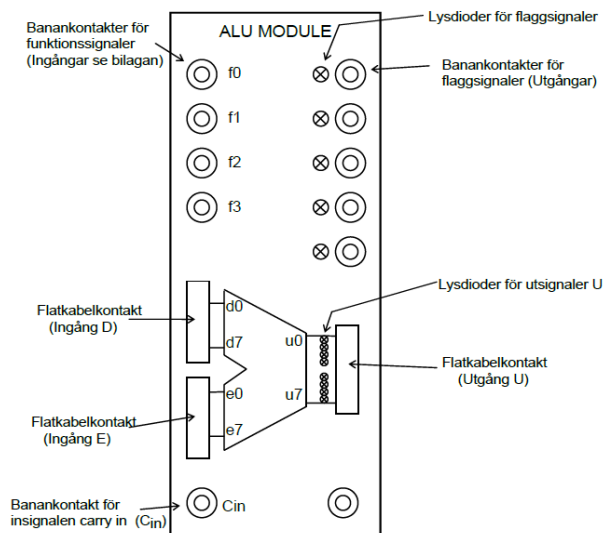 ALU MODULE
Banankontakter för
funktionssignaler
(Ingångar se bilagan)
Lysdioder för flaggsignaler
Banankontakter för
flaggsignaler (Utgångar)
f0
f1
f2
f3
Lysdioder för utsignaler U
Flatkabelkontakt
(Ingång D)
d0
d7
u0
u7
Flatkabelkontakt
(Utgång U)
Flatkabelkontakt
(Ingång E)
e0
e7
Banankontakt för
insignalen carry in (Cin)
Cin